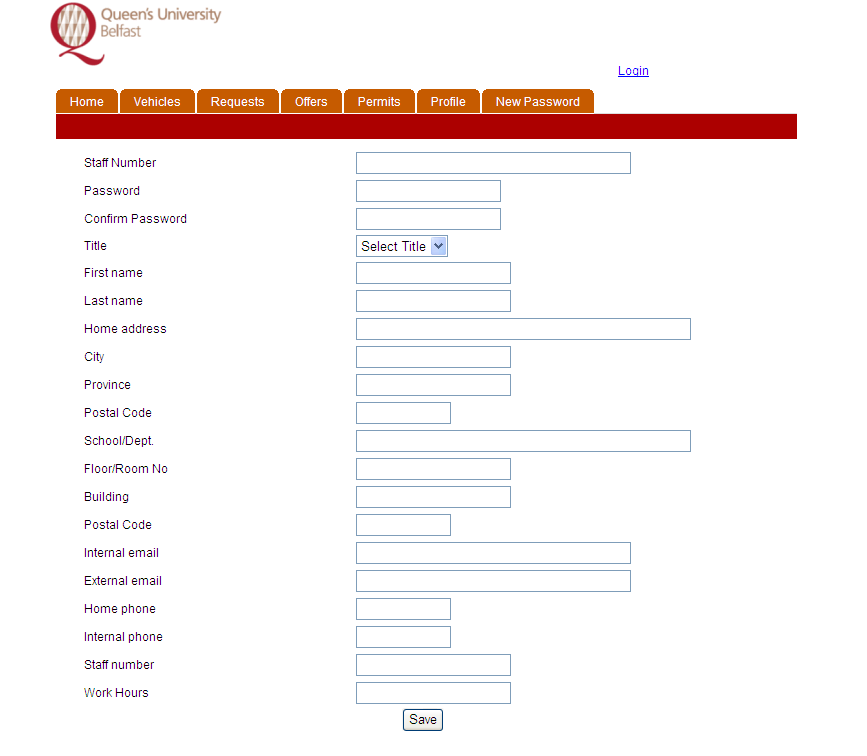 Queen's University
Belfast
Login
Home Vehicles Requests Offers Permits Profile New Password
Staff Number
Password
Confirm Password
Title Select Title
First name
Last name
Home address
City
Province
Postal Code
School/Dept.
Floor/Room No
Building
Postal Code
Internal email
External email
Home phone
Internal phone
Staff number
Work Hours
Save